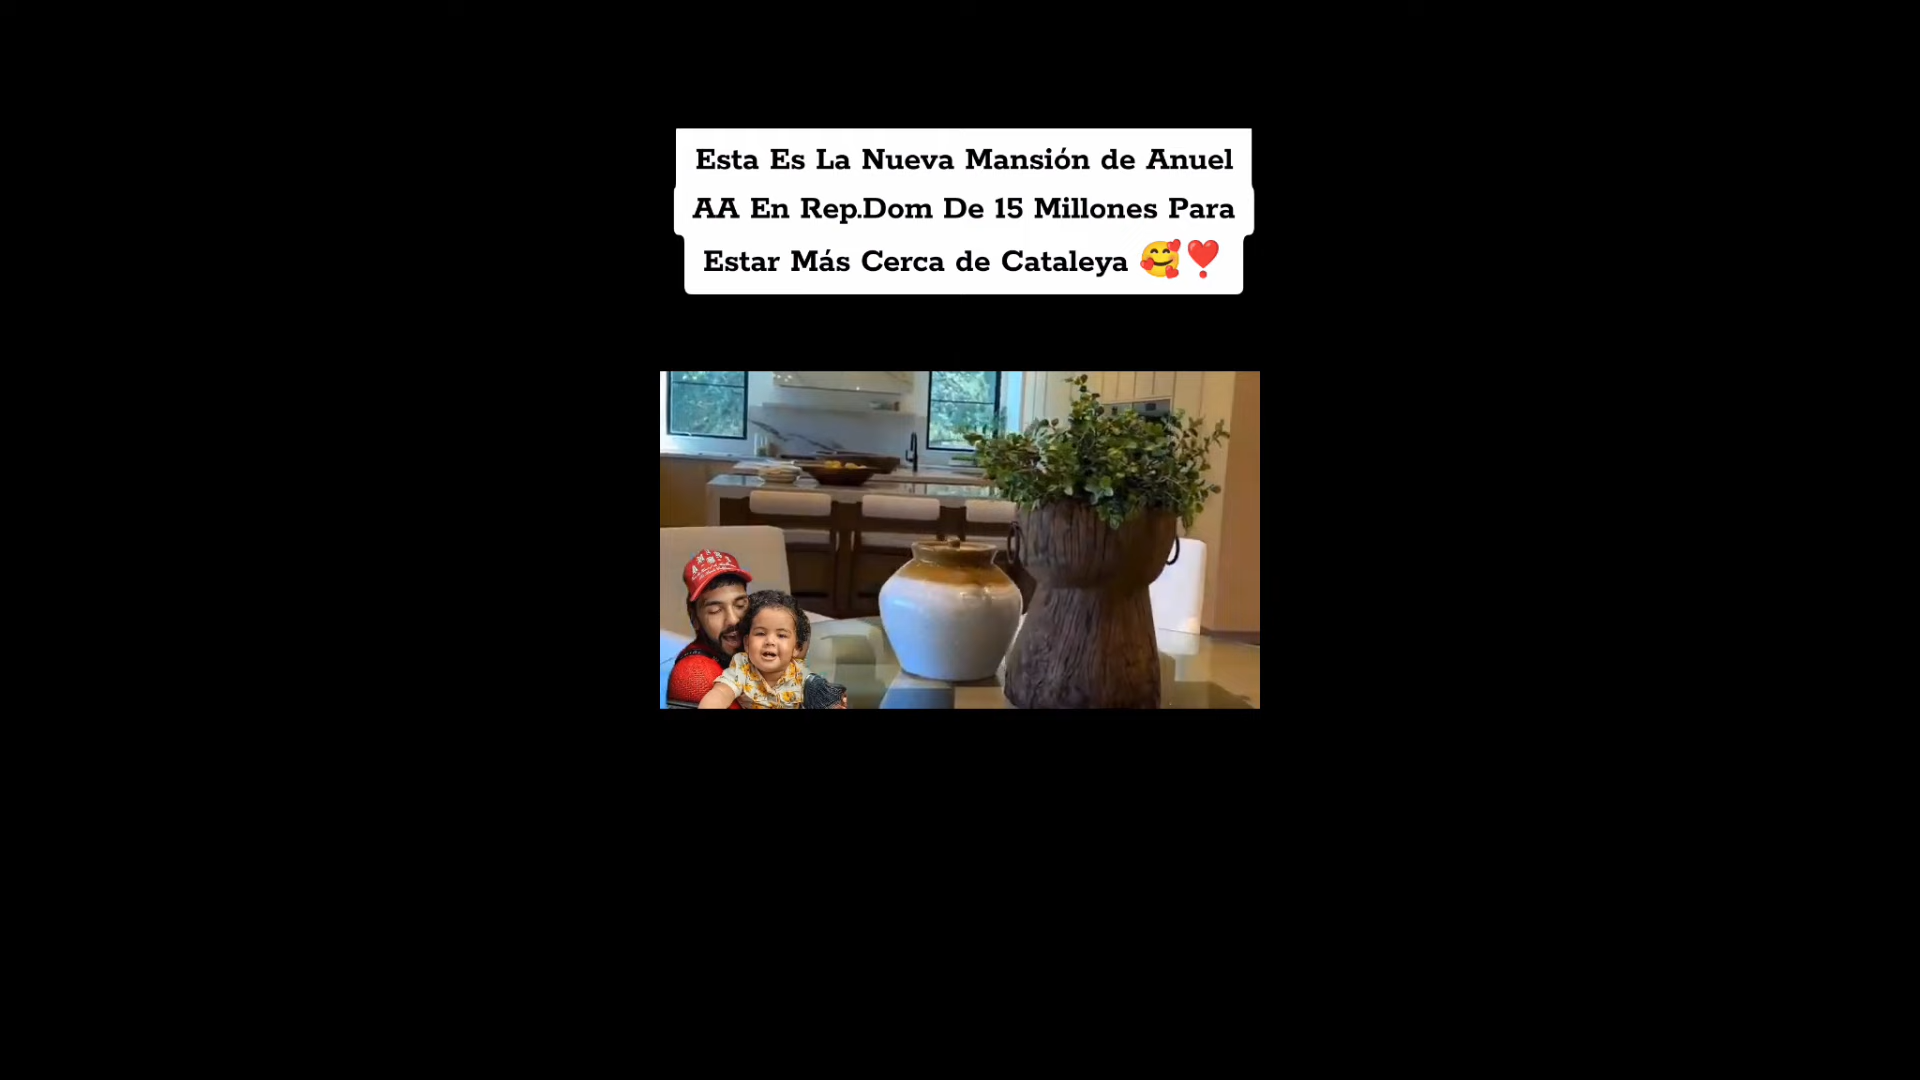 Esta Es La Nueva Mansión de Anuel
AA En Rep.Dom De 15 Millones Para
Estar Más Cerca de Cataleya 🥰❣️